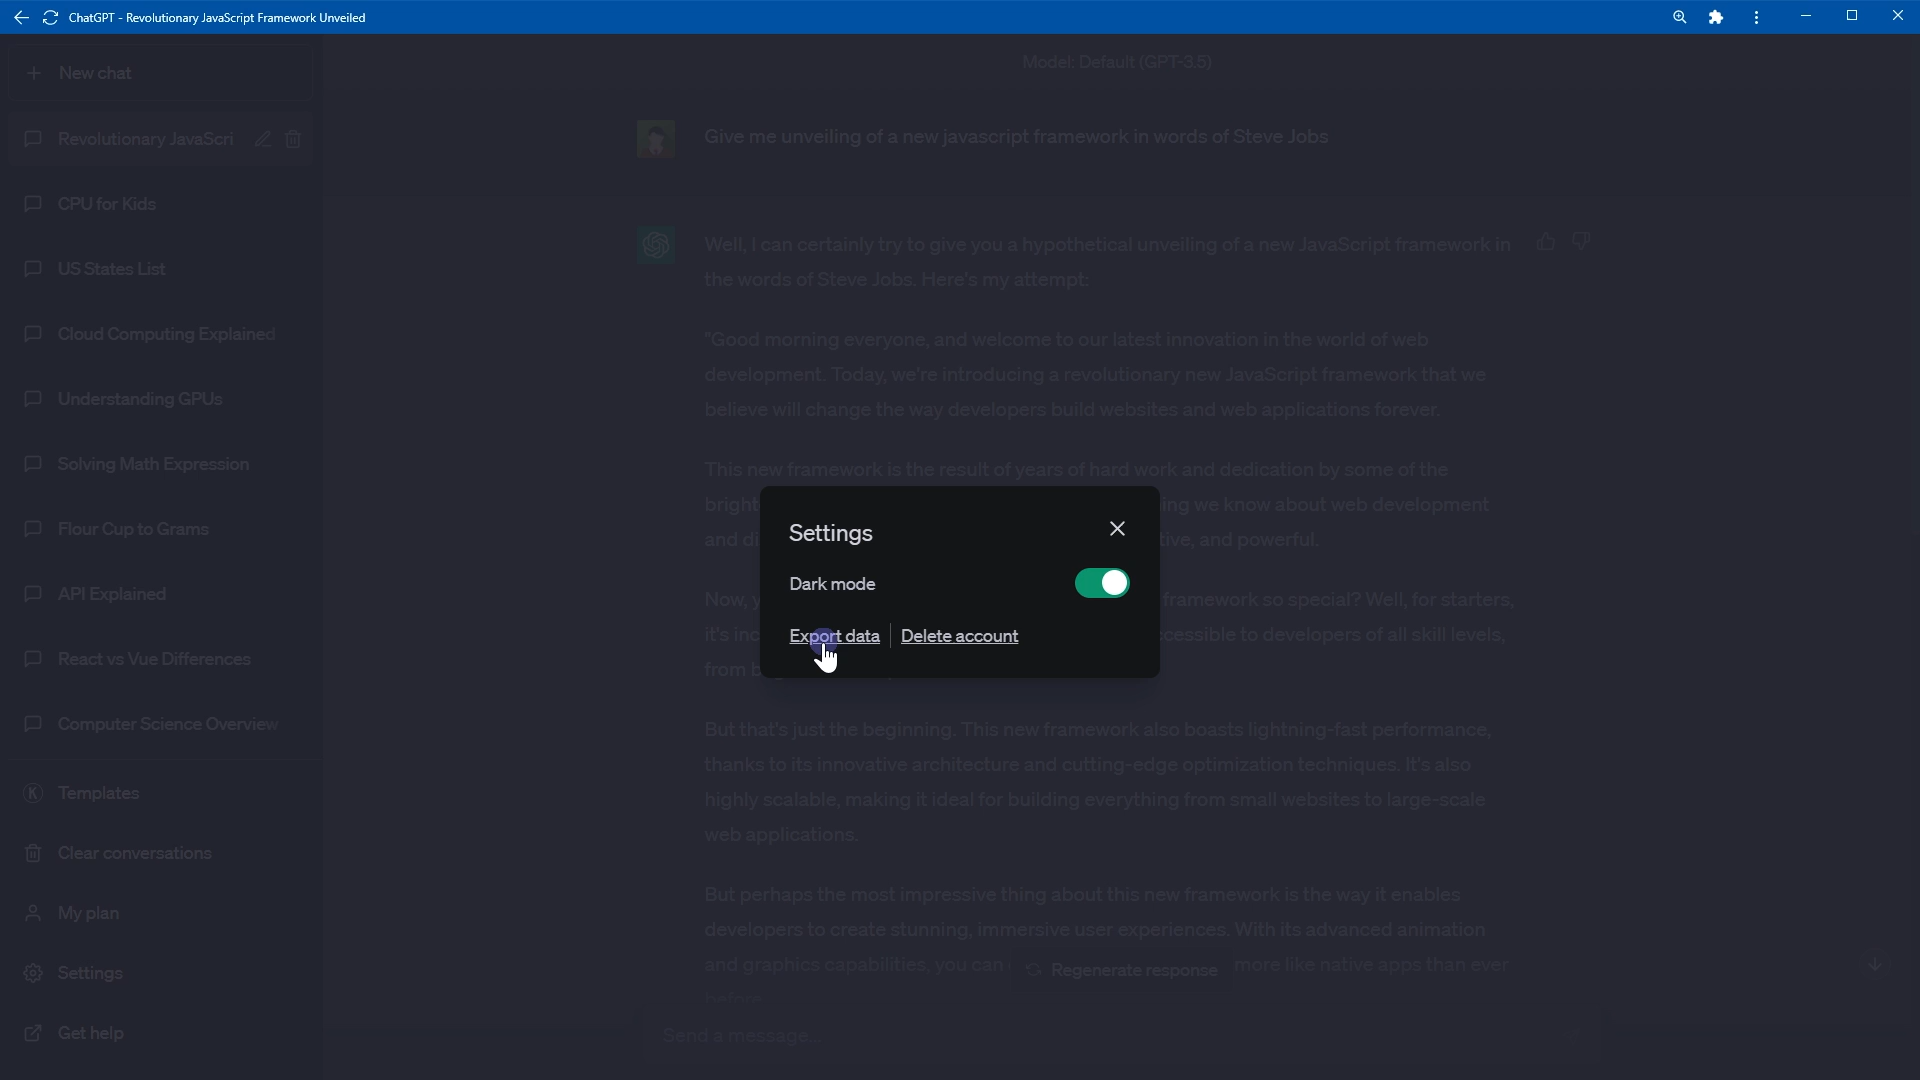 ChatGPT - Revolutionary JavaScript Framework Unveiled
New chat
Revolutionary JavaScri
CPU for Kids
US States List
Cloud Computing Explained
Understanding GPUs
Solving Math Expression
Flour Cup to Grams
API Explained
React vs Vue Differences
Computer Science Overview
Templates
Clear conversations
My plan
Settings
Get help
Model: Default (GPT-3.5)
Give me unveiling of a new javascript framework in words of Steve Jobs
Well, I can certainly try to give you a hypothetical unveiling of a new JavaScript framework in
the words of Steve Jobs. Here's my attempt:
"Good morning everyone, and welcome to our latest innovation in the world of web
development. Today, we're introducing a revolutionary new JavaScript framework that we
believe will change the way developers build websites and web applications forever.
This new framework is the result of years of hard work and dedication by some of the
bright ing we know about web development
and di tive, and powerful.
Now, y framework so special? Well, for starters,
it's inc cessible to developers of all skill levels,
from b
Settings
Dark mode
Export data Delete account
But that's just the beginning. This new framework also boasts lightning-fast performance,
thanks to its innovative architecture and cutting-edge optimization techniques. It's also
highly scalable, making it ideal for building everything from small websites to large-scale
web applications.
But perhaps the most impressive thing about this new framework is the way it enables
developers to create stunning, immersive user experiences. With its advanced animation
and graphics capabilities, you can more like native apps than ever
before
Regenerate response
Send a message...